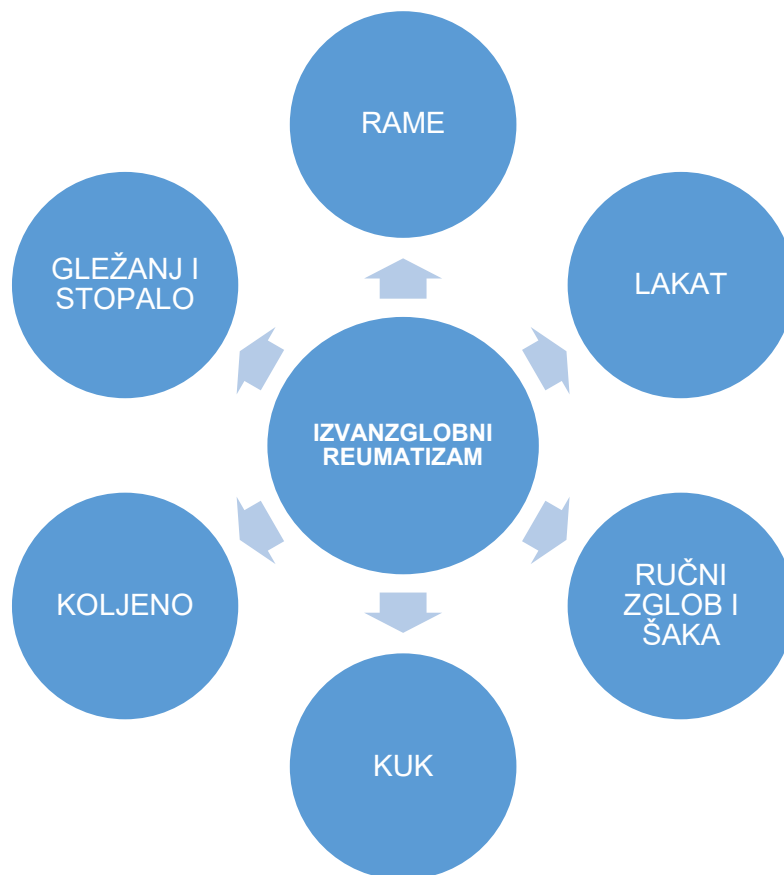 RAME
GLEŽANJ I
STOPALO
LAKAT
IZVANZGLOBNI
REUMATIZAM
KOLJENO
RUČNI
ZGLOB I
ŠAKA
KUK